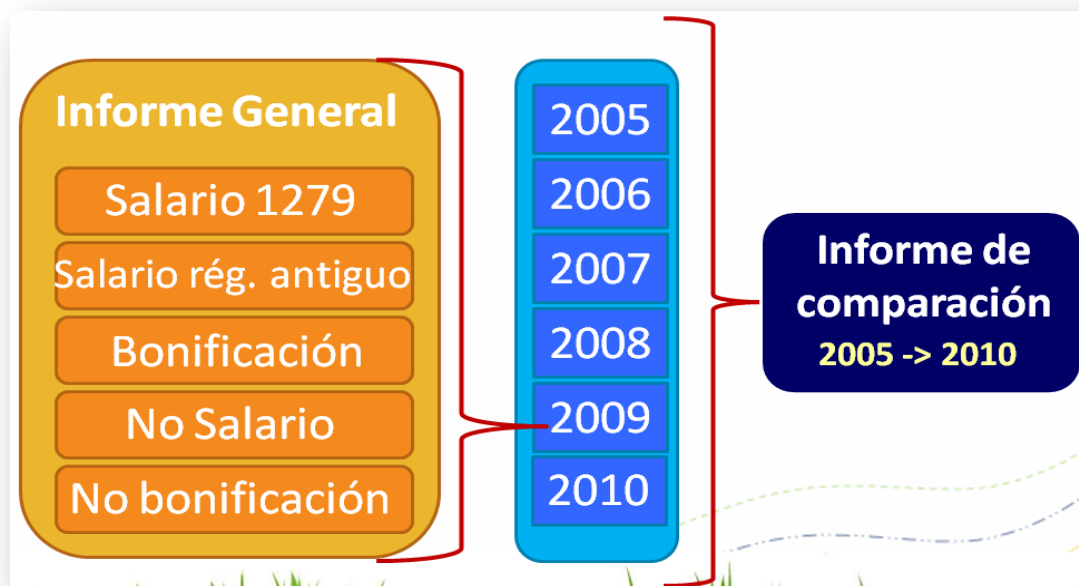 Informe General
Salario 1279
Salario rég. antiguo
Bonificación
No Salario
No bonificación
2005
2006
2007
2008
2009
2010
Informe de
comparación
2005 -> 2010